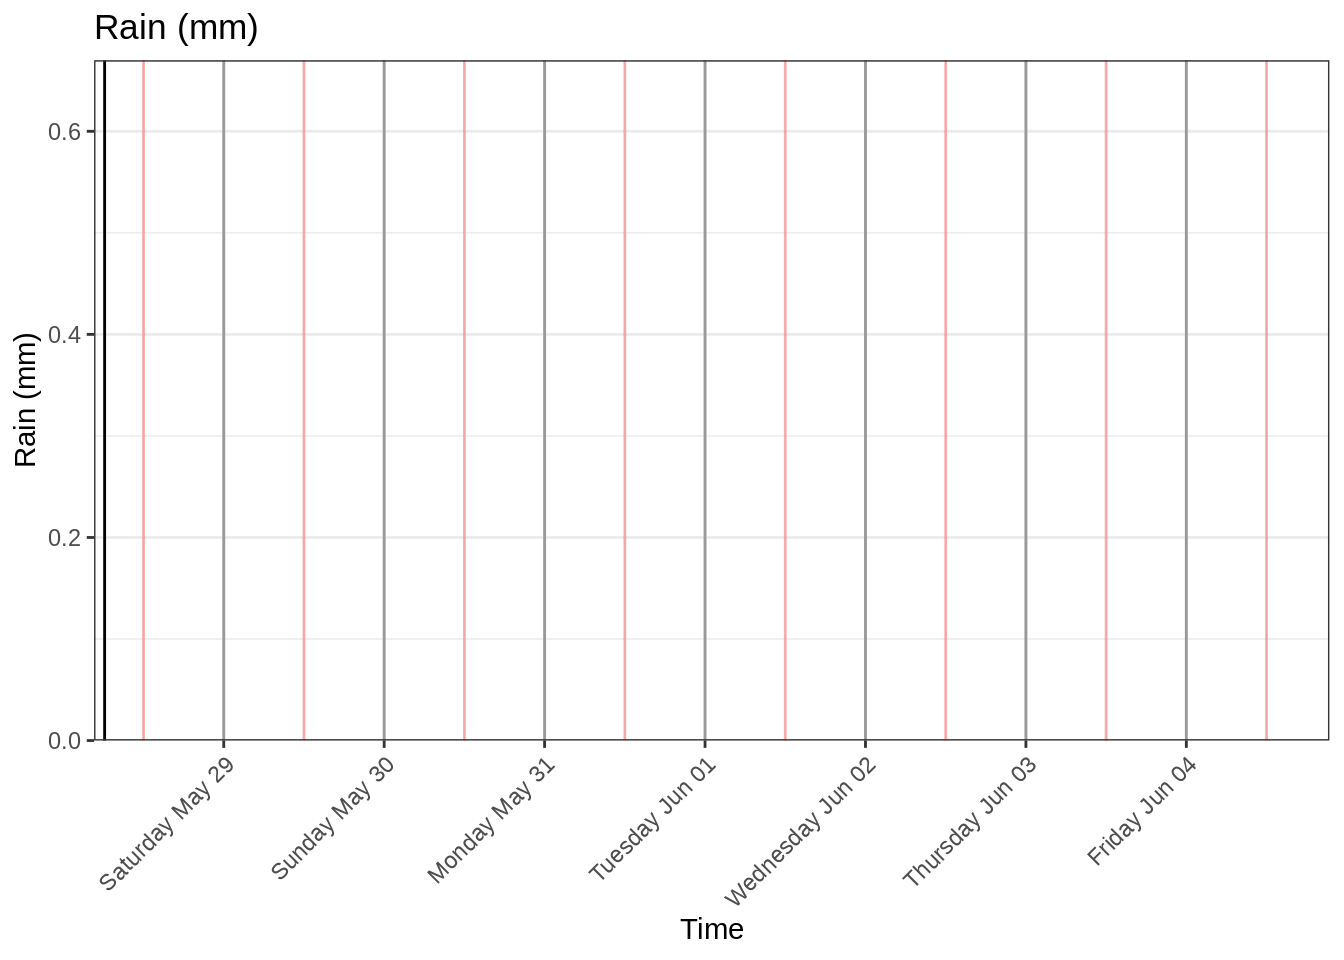 Rain (mm)
Rain (mm)
0.6
0.4
0.2
0.0
Saturday May 29
Sunday May 30
Monday May 31
Tuesday Jun 01
Wednesday Jun 02
Thursday Jun 03
Friday Jun 04
Time